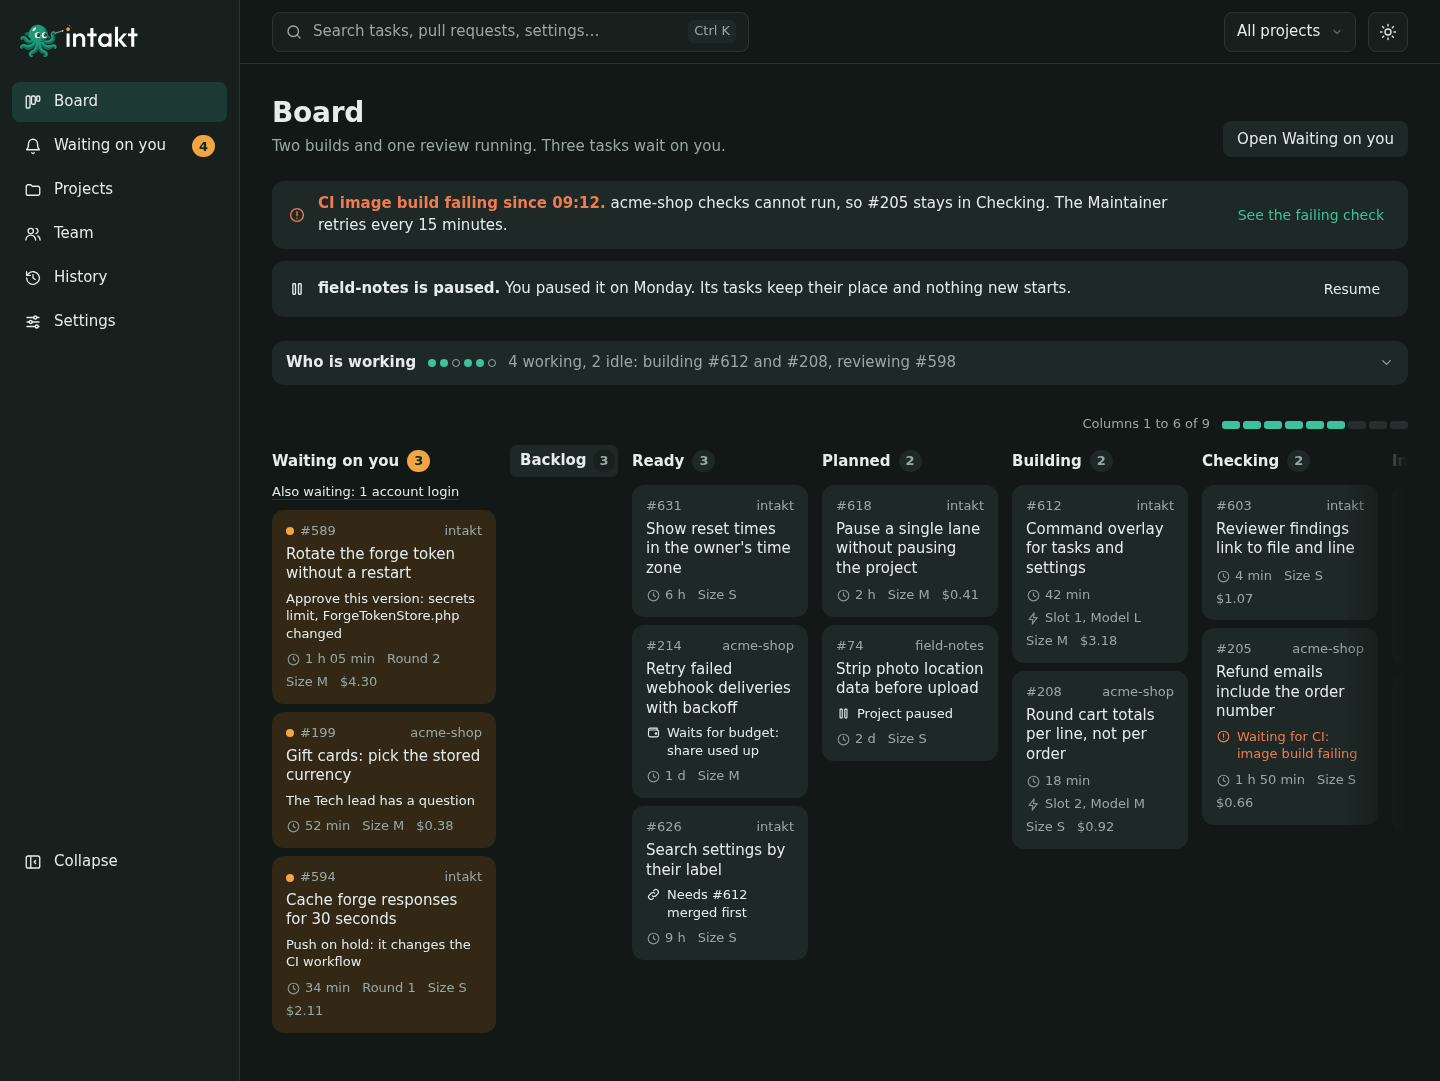 intakt
Search tasks, pull requests, settings…
Ctrl K
All projects
Board
Waiting on you
4
Projects
Team
History
Settings
Collapse
Board
Two builds and one review running. Three tasks wait on you.
Open Waiting on you
CI image build failing since 09:12. acme-shop checks cannot run, so #205 stays in Checking. The Maintainer
retries every 15 minutes.
See the failing check
field-notes is paused. You paused it on Monday. Its tasks keep their place and nothing new starts.
Resume
Who is working
4 working, 2 idle: building #612 and #208, reviewing #598
Columns 1 to 6 of 9
Waiting on you 3
Also waiting: 1 account login
#589 intakt
Rotate the forge token
without a restart
Approve this version: secrets
limit, ForgeTokenStore.php
changed
1 h 05 min Round 2
Size M $4.30
#199 acme-shop
Gift cards: pick the stored
currency
The Tech lead has a question
52 min Size M $0.38
#594 intakt
Cache forge responses
for 30 seconds
Push on hold: it changes the
CI workflow
34 min Round 1 Size S
$2.11
Backlog 3
Ready 3
#631 intakt
Show reset times
in the owner's time
zone
6 h Size S
#214 acme-shop
Retry failed
webhook deliveries
with backoff
Waits for budget:
share used up
1 d Size M
#626 intakt
Search settings by
their label
Needs #612
merged first
9 h Size S
Planned 2
#618 intakt
Pause a single lane
without pausing
the project
2 h Size M $0.41
#74 field-notes
Strip photo location
data before upload
Project paused
2 d Size S
Building 2
#612 intakt
Command overlay
for tasks and
settings
42 min
Slot 1, Model L
Size M $3.18
#208 acme-shop
Round cart totals
per line, not per
order
18 min
Slot 2, Model M
Size S $0.92
Checking 2
#603 intakt
Reviewer findings
link to file and line
4 min Size S
$1.07
#205 acme-shop
Refund emails
include the order
number
Waiting for CI:
image build failing
1 h 50 min Size S
$0.66